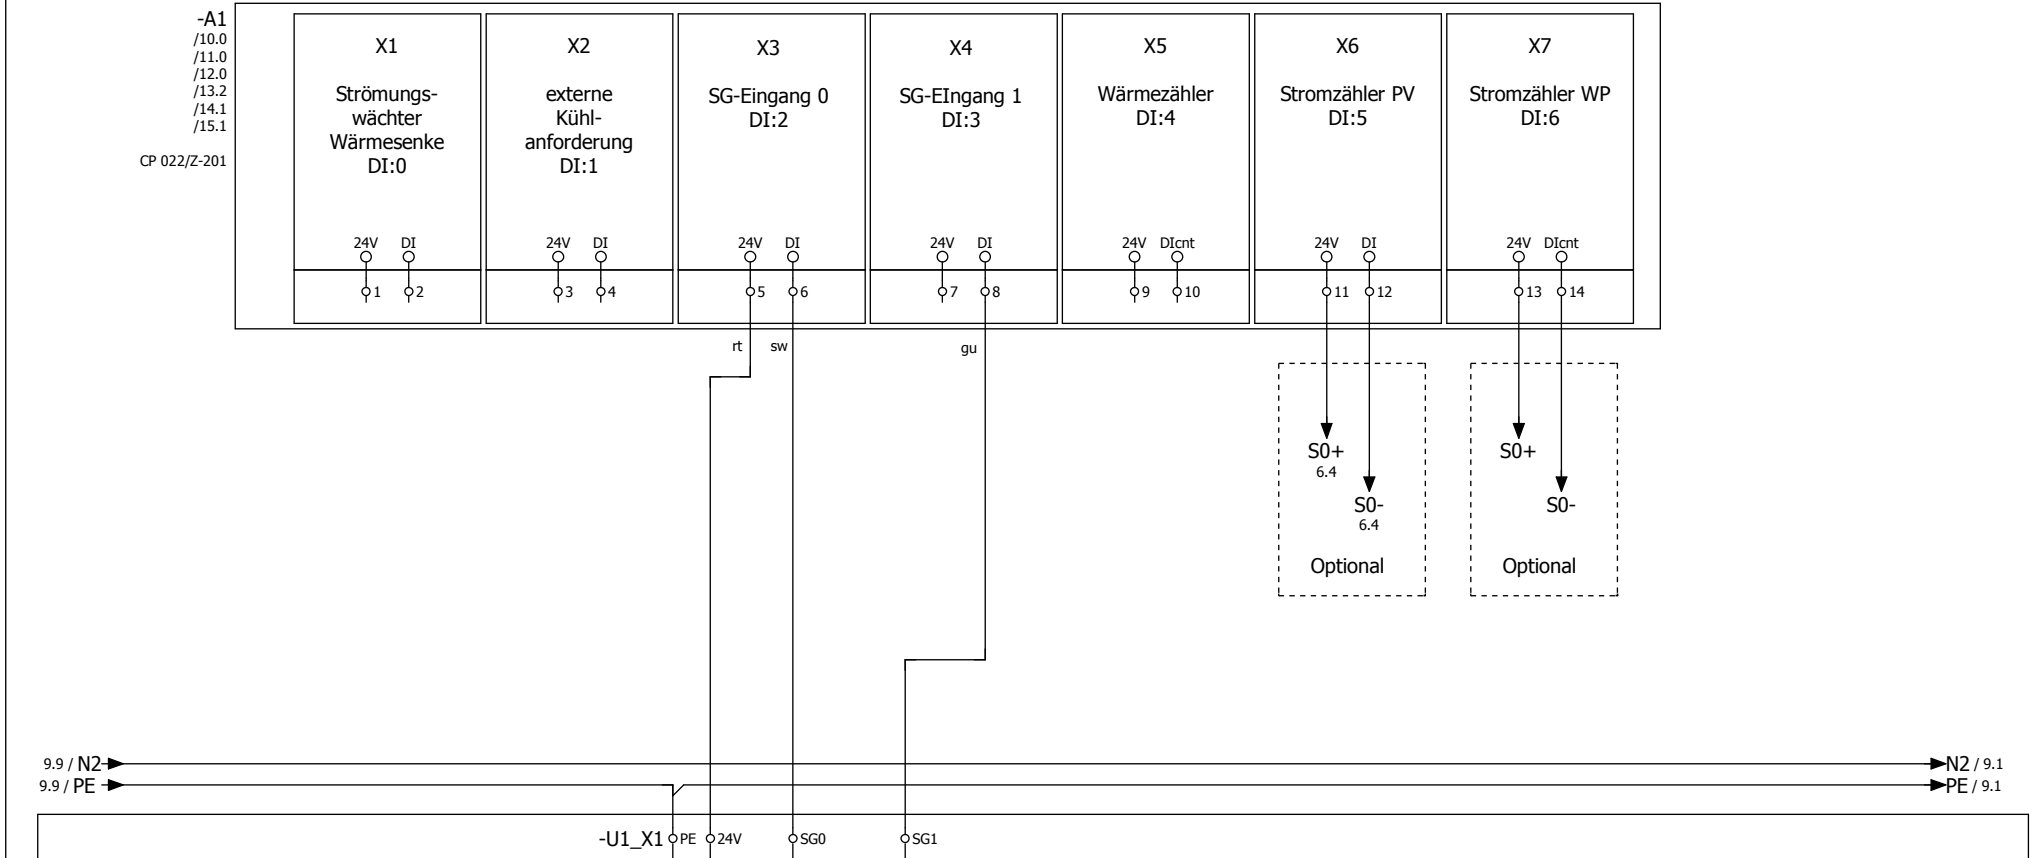 -A1
/10.0
/11.0
/12.0
/13.2
/14.1
/15.1
CP 022/Z-201
X1
Strömungs-
wächter
Wärmesenke
DI:0
24V DI
1 2
X2
externe
Kühl-
anforderung
DI:1
24V DI
3 4
X3
SG-Eingang 0
DI:2
24V DI
5 6
X4
SG-EIngang 1
DI:3
24V DI
7 8
X5
Wärmezähler
DI:4
24V DIcnt
9 10
X6
Stromzähler PV
DI:5
24V DI
11 12
X7
Stromzähler WP
DI:6
24V DIcnt
13 14
rt sw gu
S0+
6.4
S0-
6.4
Optional
S0+
S0-
Optional
9.9 / N2
N2 / 9.1
9.9 / PE
PE / 9.1
-U1_X1 PE 24V SG0 SG1